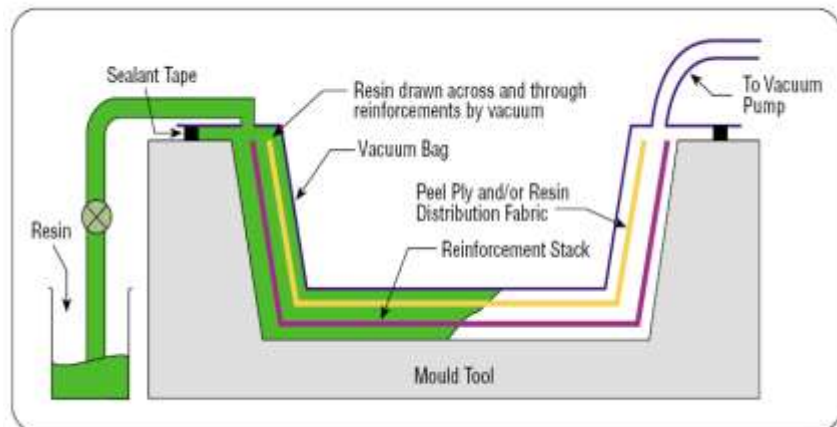 Sealant Tape
Resin drawn across and through
reinforcements by vacuum
To Vacuum
Pump
Vacuum Bag
Peel Ply and/or Resin
Distribution Fabric
Resin
Reinforcement Stack
Mould Tool